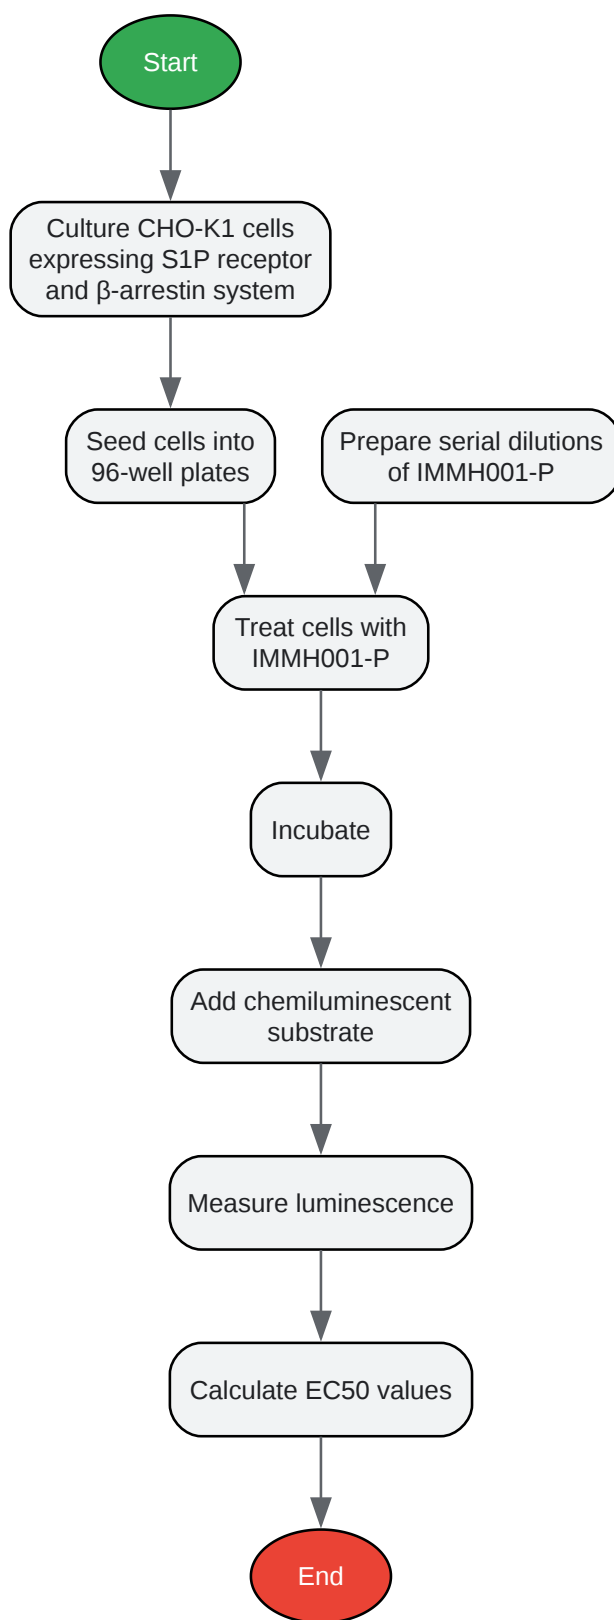 Start
Culture CHO-K1 cells
expressing S1P receptor
and β-arrestin system
Seed cells into
96-well plates
Prepare serial dilutions
of IMMH001-P
Treat cells with
IMMH001-P
Incubate
Add chemiluminescent
substrate
Measure luminescence
Calculate EC50 values
End